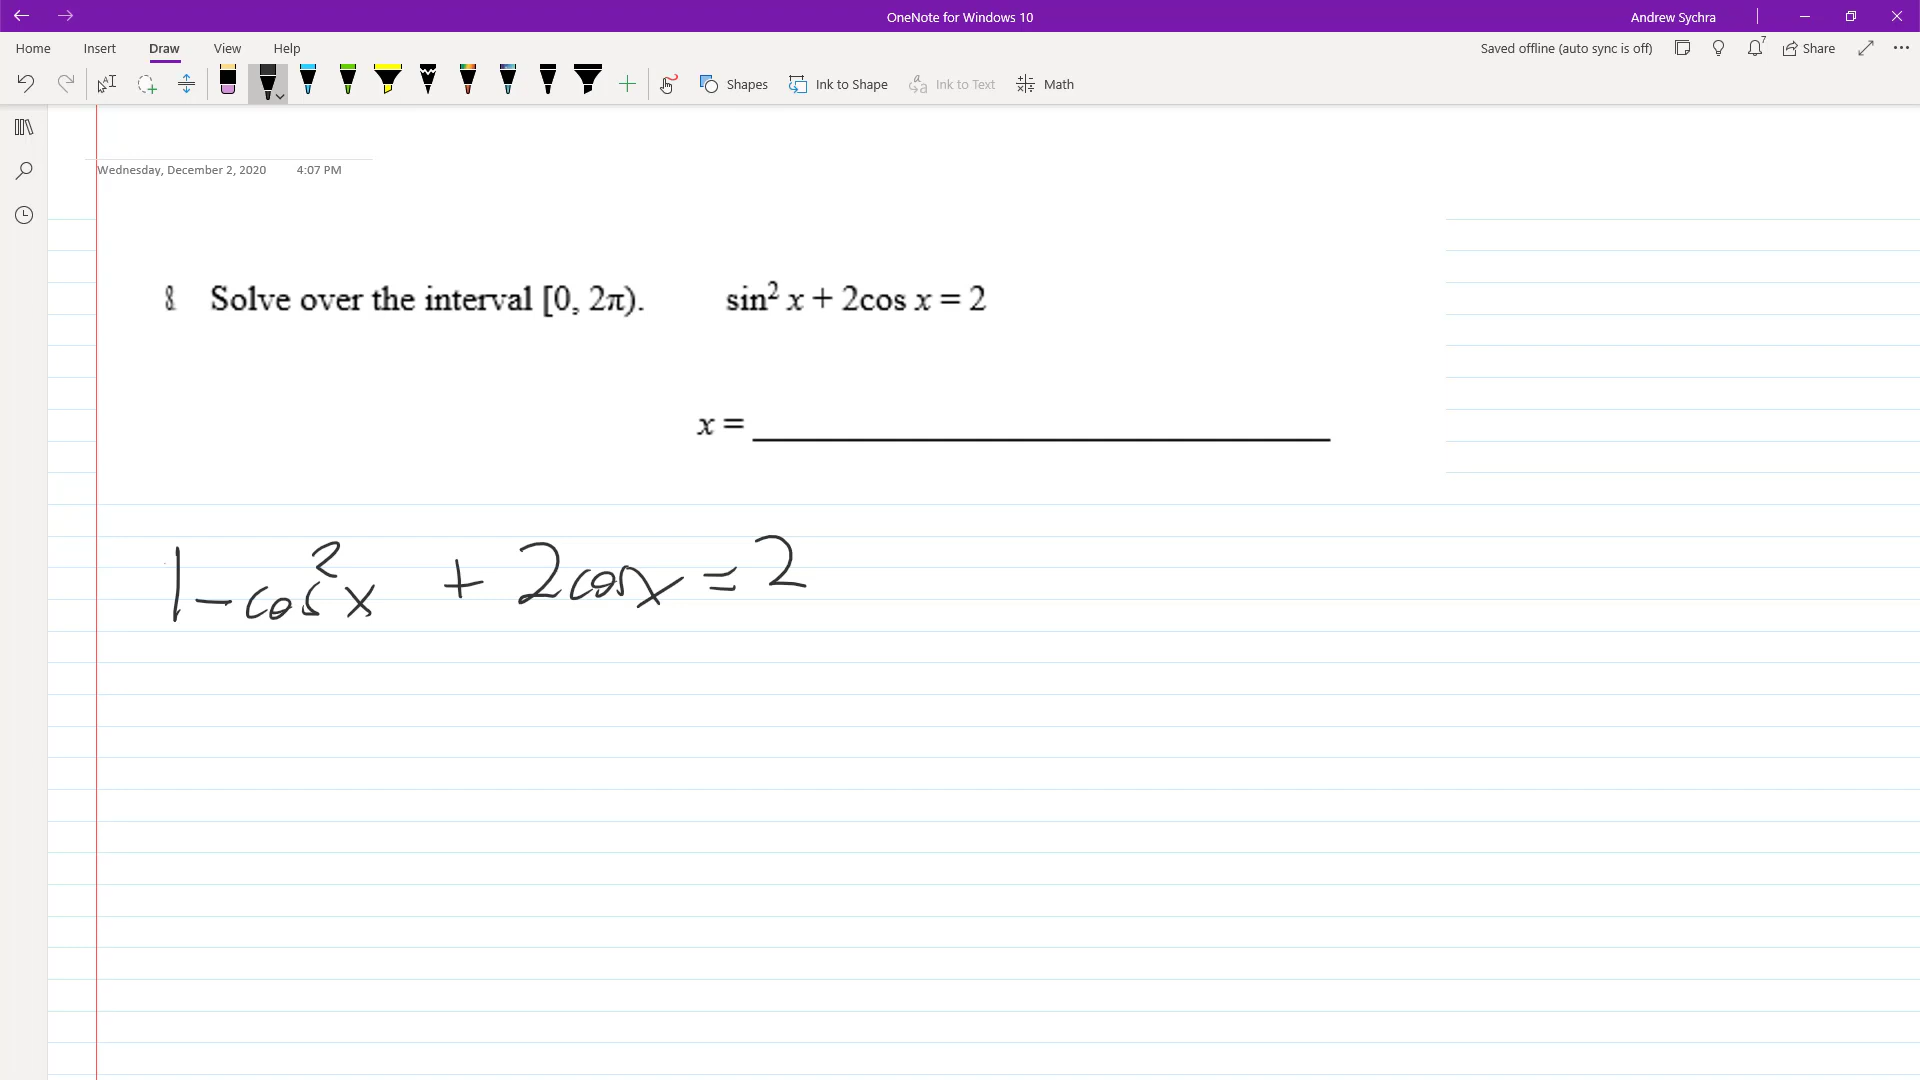 OneNote for Windows 10
Andrew Sychra
Home Insert Draw View Help
Saved offline (auto sync is off)
7
Share
Shapes
Ink to Shape
Ink to Text
Math
Wednesday, December 2, 2020 4:07 PM
8 Solve over the interval [0, 2π). sin² x + 2cos x = 2
x = ____________________
1 - cos² x + 2cosx = 2